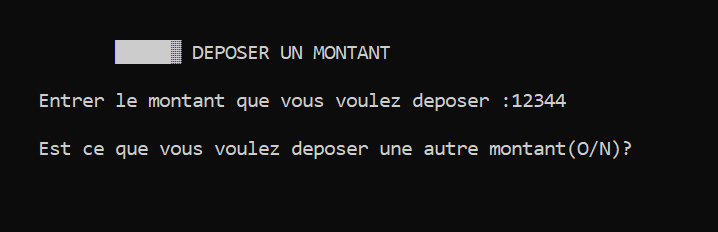 DEPOSER UN MONTANT
Entrer le montant que vous voulez deposer :12344
Est ce que vous voulez deposer une autre montant(O/N)?